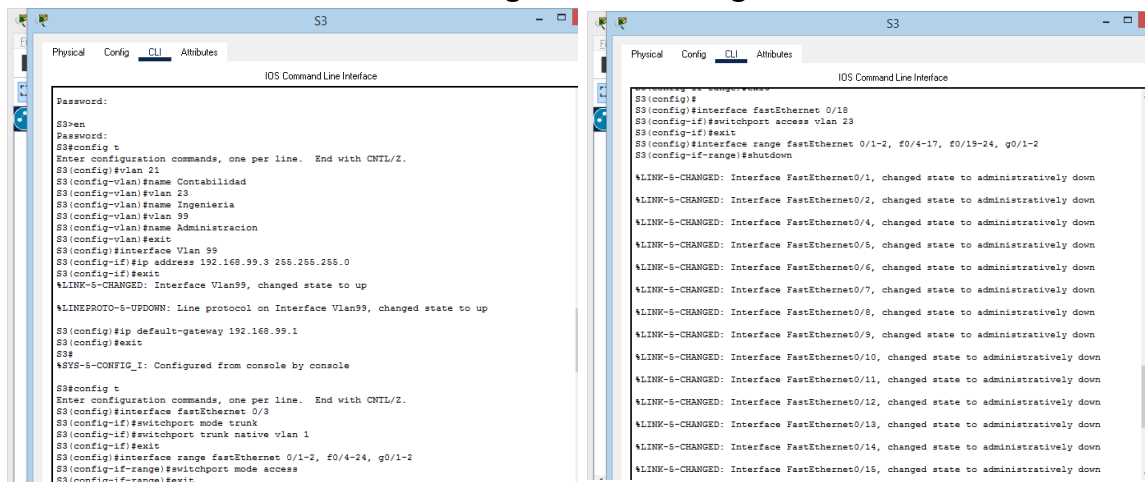 S3
Physical Config CLI Attributes
IOS Command Line Interface
Password:
S3>en
Password:
S3#config t
Enter configuration commands, one per line. End with CNTL/Z.
S3(config)#vlan 21
S3(config-vlan)#name Contabilidad
S3(config-vlan)#vlan 23
S3(config-vlan)#name Ingenieria
S3(config-vlan)#vlan 99
S3(config-vlan)#name Administracion
S3(config-vlan)#exit
S3(config)#interface Vlan 99
S3(config-if)#ip address 192.168.99.3 255.255.255.0
S3(config-if)#exit
%LINK-5-CHANGED: Interface Vlan99, changed state to up
%LINEPROTO-5-UPDOWN: Line protocol on Interface Vlan99, changed state to up
S3(config)#ip default-gateway 192.168.99.1
S3(config)#exit
S3#
%SYS-5-CONFIG_I: Configured from console by console
S3#config t
Enter configuration commands, one per line. End with CNTL/Z.
S3(config)#interface fastEthernet 0/3
S3(config-if)#switchport mode trunk
S3(config-if)#switchport trunk native vlan 1
S3(config-if)#exit
S3(config)#interface range fastEthernet 0/1-2, f0/4-24, g0/1-2
S3(config-if-range)#switchport mode access
S3(config-if-range)#exit
S3
Physical Config CLI Attributes
IOS Command Line Interface
S3(config-if-range)#exit
S3(config)#
S3(config)#interface fastEthernet 0/18
S3(config-if)#switchport access vlan 23
S3(config-if)#exit
S3(config)#interface range fastEthernet 0/1-2, f0/4-17, f0/19-24, g0/1-2
S3(config-if-range)#shutdown
%LINK-5-CHANGED: Interface FastEthernet0/1, changed state to administratively down
%LINK-5-CHANGED: Interface FastEthernet0/2, changed state to administratively down
%LINK-5-CHANGED: Interface FastEthernet0/4, changed state to administratively down
%LINK-5-CHANGED: Interface FastEthernet0/5, changed state to administratively down
%LINK-5-CHANGED: Interface FastEthernet0/6, changed state to administratively down
%LINK-5-CHANGED: Interface FastEthernet0/7, changed state to administratively down
%LINK-5-CHANGED: Interface FastEthernet0/8, changed state to administratively down
%LINK-5-CHANGED: Interface FastEthernet0/9, changed state to administratively down
%LINK-5-CHANGED: Interface FastEthernet0/10, changed state to administratively down
%LINK-5-CHANGED: Interface FastEthernet0/11, changed state to administratively down
%LINK-5-CHANGED: Interface FastEthernet0/12, changed state to administratively down
%LINK-5-CHANGED: Interface FastEthernet0/13, changed state to administratively down
%LINK-5-CHANGED: Interface FastEthernet0/14, changed state to administratively down
%LINK-5-CHANGED: Interface FastEthernet0/15, changed state to administratively down